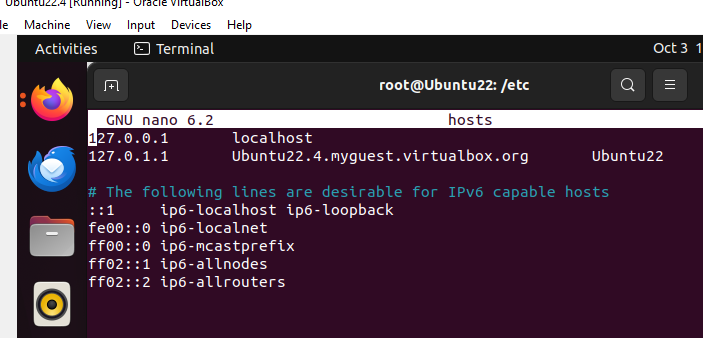 Ubuntu22.4 [Running] - Oracle VirtualBox
Machine View Input Devices Help
Activities Terminal Oct 3 1
root@Ubuntu22: /etc
GNU nano 6.2 hosts
127.0.0.1 localhost
127.0.1.1 Ubuntu22.4.myguest.virtualbox.org Ubuntu22
# The following lines are desirable for IPv6 capable hosts
::1 ip6-localhost ip6-loopback
fe00::0 ip6-localnet
ff00::0 ip6-mcastprefix
ff02::1 ip6-allnodes
ff02::2 ip6-allrouters